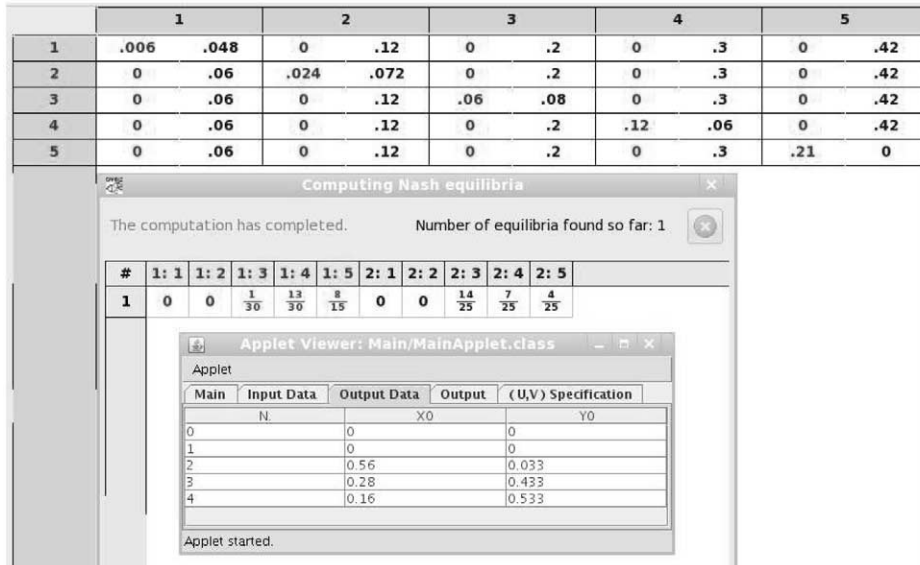 1 2 3 4 5
1 .006 .048 0 .12 0 .2 0 .3 0 .42
2 0 .06 .024 .072 0 .2 0 .3 0 .42
3 0 .06 0 .12 .06 .08 0 .3 0 .42
4 0 .06 0 .12 0 .2 .12 .06 0 .42
5 0 .06 0 .12 0 .2 0 .3 .21 0
Computing Nash equilibria
The computation has completed. Number of equilibria found so far: 1
# 1: 1 1: 2 1: 3 1: 4 1: 5 2: 1 2: 2 2: 3 2: 4 2: 5
1 0 0 1/30 13/30 8/15 0 0 14/25 7/25 4/25
Applet Viewer: Main/MainApplet.class
Applet
Main Input Data Output Data Output (U,V) Specification
N. X0 Y0
0 0 0
1 0 0
2 0.56 0.033
3 0.28 0.433
4 0.16 0.533
Applet started.